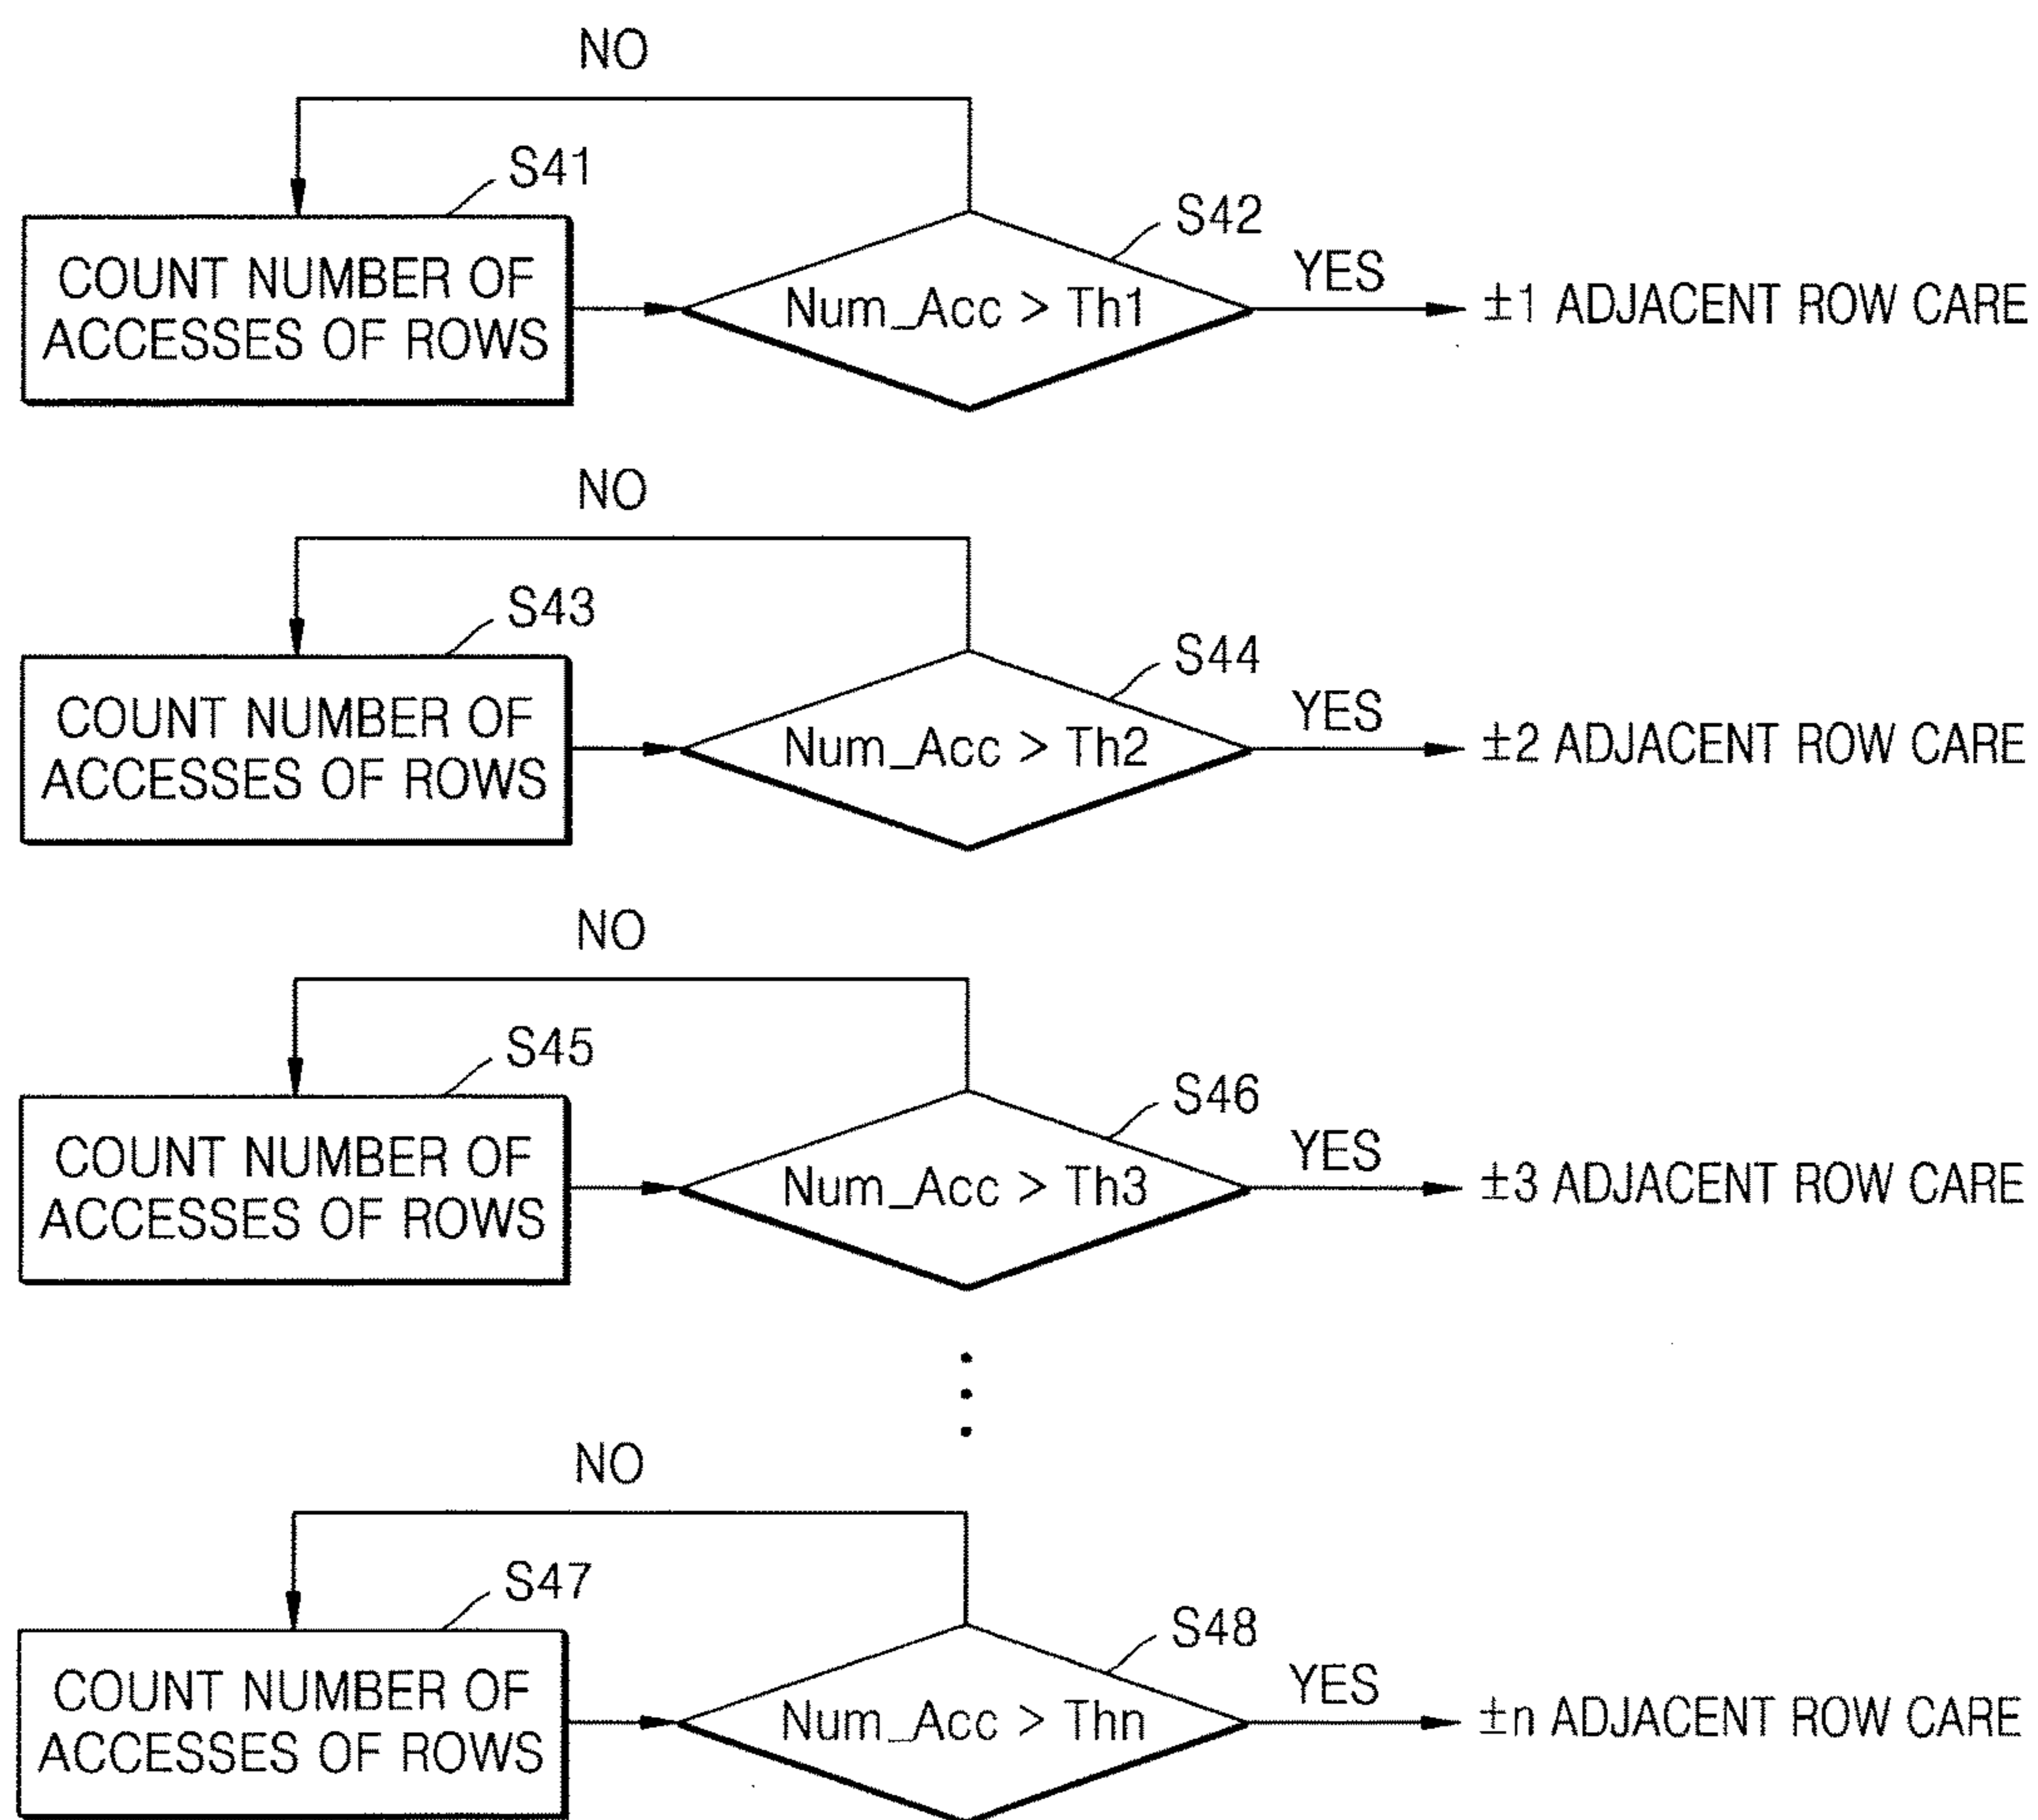 NO
S41
S42
COUNT NUMBER OF
ACCESSES OF ROWS
Num_Acc > Th1
YES
±1 ADJACENT ROW CARE
NO
S43
S44
COUNT NUMBER OF
ACCESSES OF ROWS
Num_Acc > Th2
YES
±2 ADJACENT ROW CARE
NO
S45
S46
COUNT NUMBER OF
ACCESSES OF ROWS
Num_Acc > Th3
YES
±3 ADJACENT ROW CARE
NO
S47
S48
COUNT NUMBER OF
ACCESSES OF ROWS
Num_Acc > Thn
YES
±n ADJACENT ROW CARE